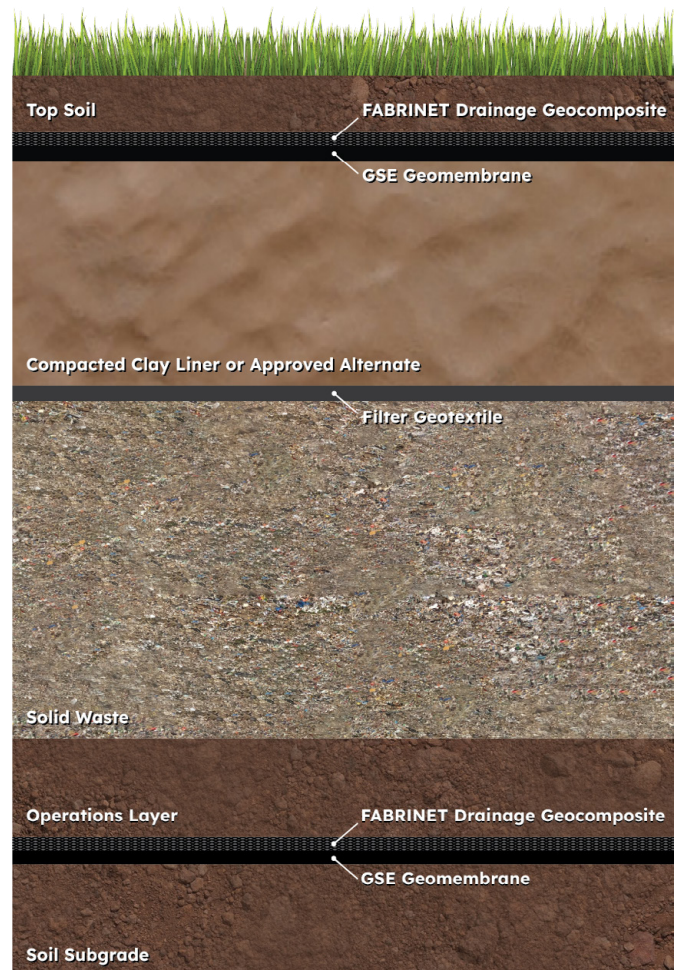 Top Soil
FABRINET Drainage Geocomposite
GSE Geomembrane
Compacted Clay Liner or Approved Alternate
Filter Geotextile
Solid Waste
Operations Layer
FABRINET Drainage Geocomposite
GSE Geomembrane
Soil Subgrade